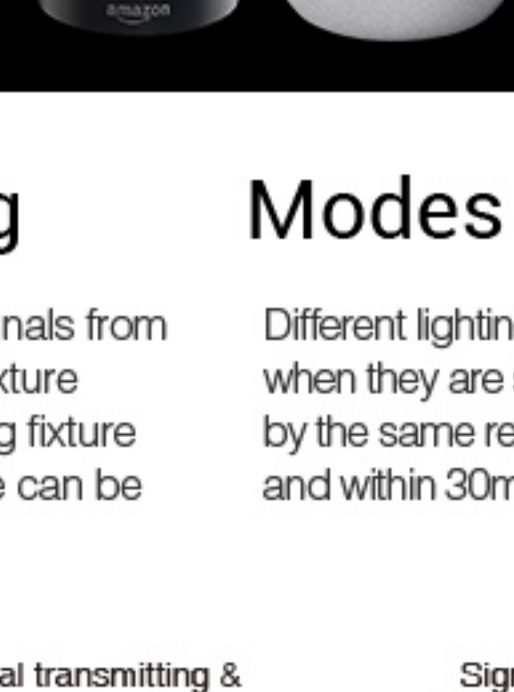 amazon
g
Modes
nals from
xture
g fixture
e can be
Different lightin
when they are
by the same re
and within 30m
al transmitting &
Sign